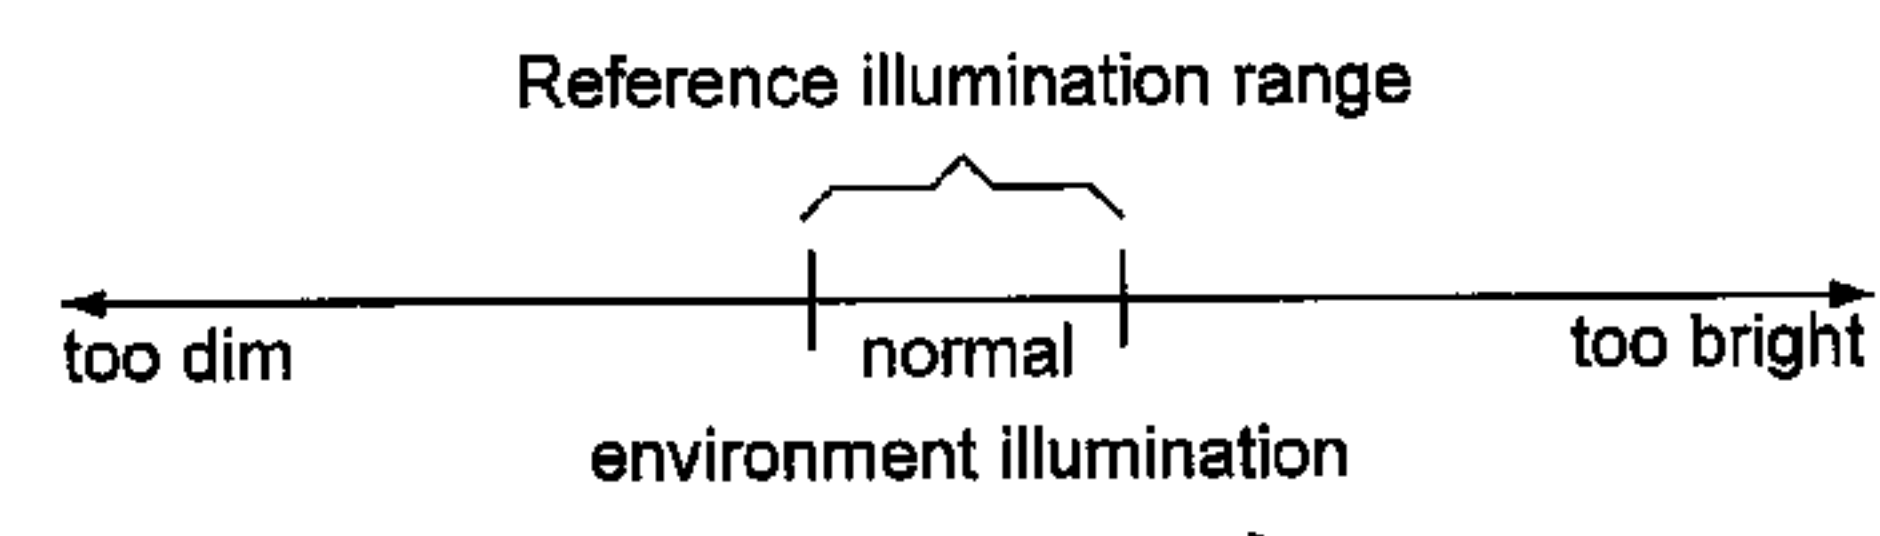 Reference illumination range
too dim normal too bright
environment illumination